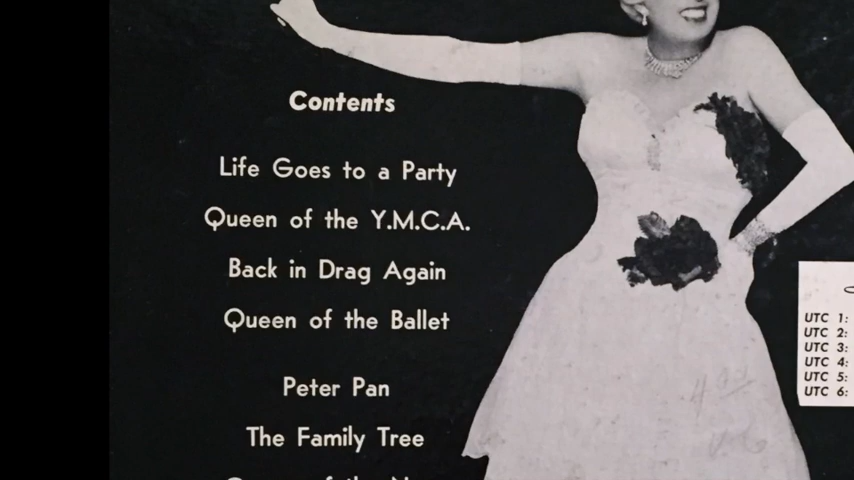 Contents
Life Goes to a Party
Queen of the Y.M.C.A.
Back in Drag Again
Queen of the Ballet
Peter Pan
The Family Tree
UTC 1:
UTC 2:
UTC 3:
UTC 4:
UTC 5:
UTC 6: